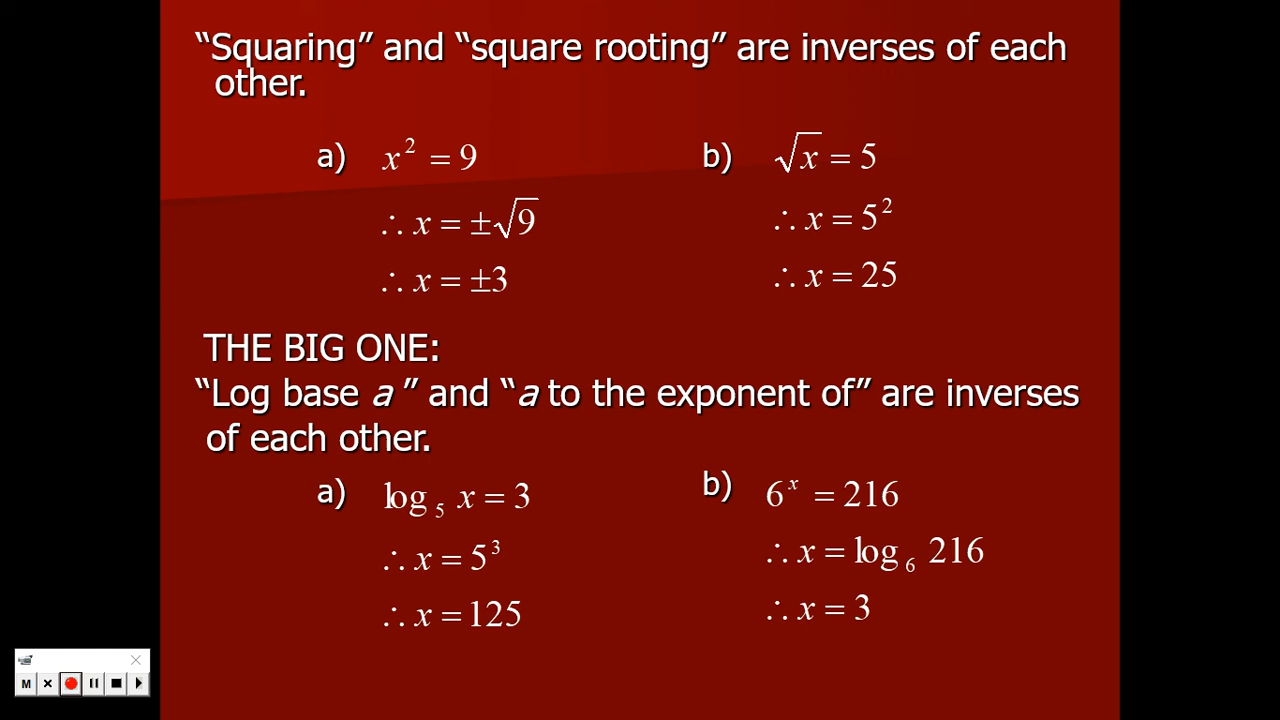 “Squaring” and “square rooting” are inverses of each
other.
a) x² = 9
b) √x = 5
∴ x = ±√9
∴ x = 5²
∴ x = ±3
∴ x = 25
THE BIG ONE:
“Log base a ” and “a to the exponent of” are inverses
of each other.
a) log₅ x = 3
b) 6ˣ = 216
∴ x = 5³
∴ x = log₆ 216
∴ x = 125
∴ x = 3
M